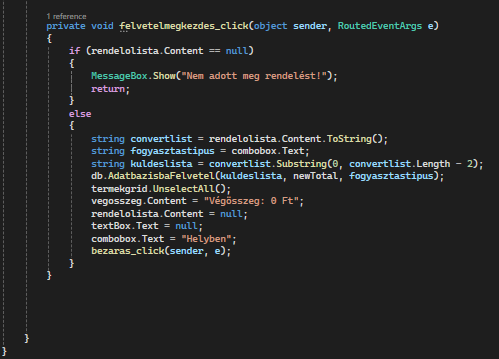 1 reference
private void felvetelmegkezdes_click(object sender, RoutedEventArgs e)
{
if (rendelolista.Content == null)
{
MessageBox.Show("Nem adott meg rendelést!");
return;
}
else
{
string convertlist = rendelolista.Content.ToString();
string fogyasztastipus = combobox.Text;
string kuldeslista = convertlist.Substring(0, convertlist.Length - 2);
db.AdatbazisbaFelvetel(kuldeslista, newTotal, fogyasztastipus);
termekgrid.UnselectAll();
vegosszeg.Content = "Végösszeg: 0 Ft";
rendelolista.Content = null;
textBox.Text = null;
combobox.Text = "Helyben";
bezaras_click(sender, e);
}
}
}
}